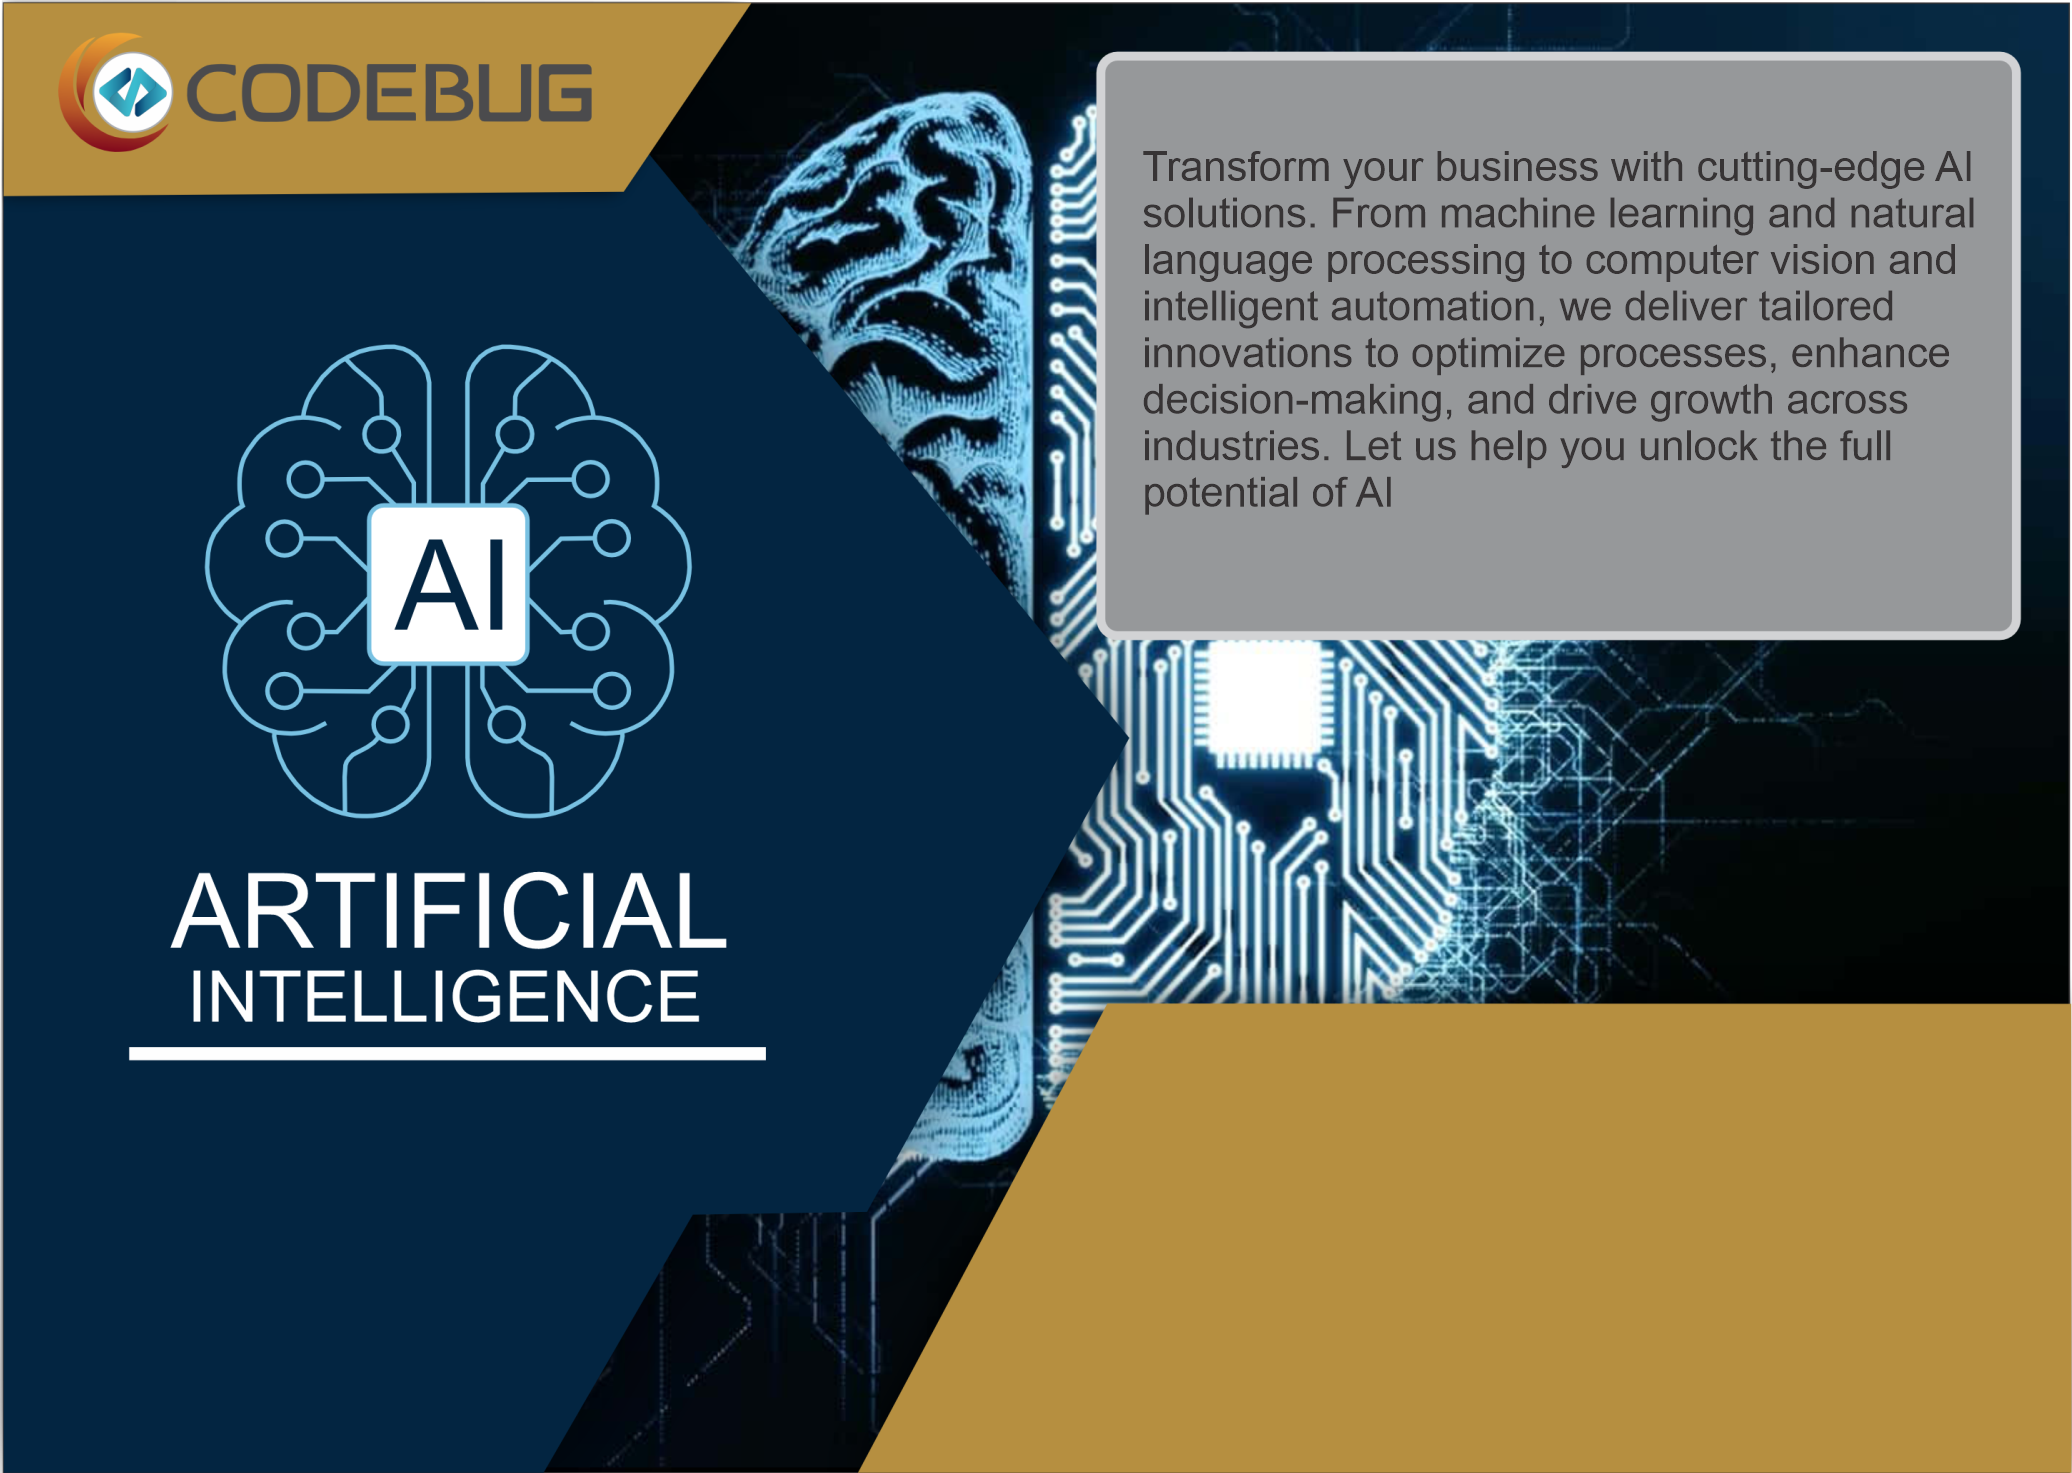 CODEBUG
Transform your business with cutting-edge AI
solutions. From machine learning and natural
language processing to computer vision and
intelligent automation, we deliver tailored
innovations to optimize processes, enhance
decision-making, and drive growth across
industries. Let us help you unlock the full
potential of AI
AI
ARTIFICIAL
INTELLIGENCE